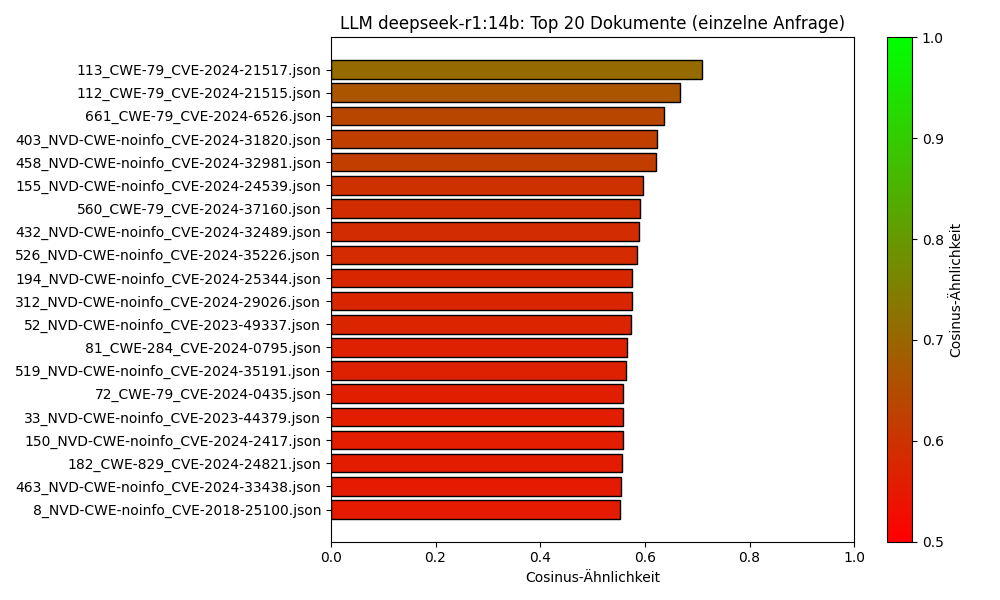 LLM deepseek-r1:14b: Top 20 Dokumente (einzelne Anfrage)
113_CWE-79_CVE-2024-21517.json
112_CWE-79_CVE-2024-21515.json
661_CWE-79_CVE-2024-6526.json
403_NVD-CWE-noinfo_CVE-2024-31820.json
458_NVD-CWE-noinfo_CVE-2024-32981.json
155_NVD-CWE-noinfo_CVE-2024-24539.json
560_CWE-79_CVE-2024-37160.json
432_NVD-CWE-noinfo_CVE-2024-32489.json
526_NVD-CWE-noinfo_CVE-2024-35226.json
194_NVD-CWE-noinfo_CVE-2024-25344.json
312_NVD-CWE-noinfo_CVE-2024-29026.json
52_NVD-CWE-noinfo_CVE-2023-49337.json
81_CWE-284_CVE-2024-0795.json
519_NVD-CWE-noinfo_CVE-2024-35191.json
72_CWE-79_CVE-2024-0435.json
33_NVD-CWE-noinfo_CVE-2023-44379.json
150_NVD-CWE-noinfo_CVE-2024-2417.json
182_CWE-829_CVE-2024-24821.json
463_NVD-CWE-noinfo_CVE-2024-33438.json
8_NVD-CWE-noinfo_CVE-2018-25100.json
0.0 0.2 0.4 0.6 0.8 1.0
Cosinus-Ähnlichkeit
1.0
0.9
0.8
0.7
0.6
0.5
Cosinus-Ähnlichkeit